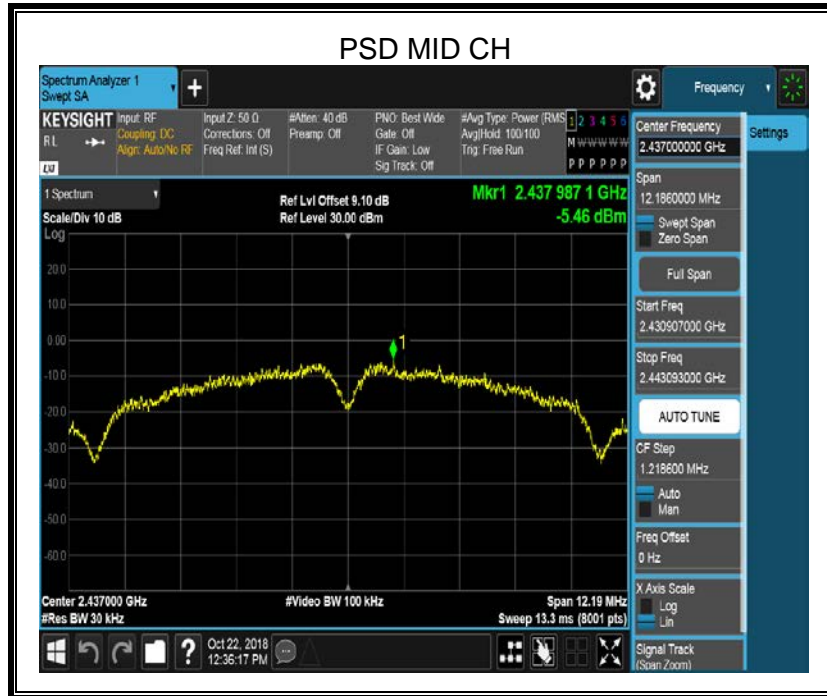 PSD MID CH
Spectrum Analyzer 1
Swept SA
+
Frequency
KEYSIGHT
RL
Input: RF
Coupling: DC
Align: Auto/No RF
Input Z: 50 Ω
Corrections: Off
Freq Ref: Int (S)
#Atten: 40 dB
Preamp: Off
PNO: Best Wide
Gate: Off
IF Gain: Low
Sig Track: Off
#Avg Type: Power (RMS
Avg|Hold: 100/100
Trig: Free Run
1 2 3 4 5 6
M W W W W W
P P P P P P
1 Spectrum
Scale/Div 10 dB
Ref Lvl Offset 9.10 dB
Ref Level 30.00 dBm
Mkr1 2.437 987 1 GHz
-5.46 dBm
Log
20.0
10.0
0.00
-10.0
-20.0
-30.0
-40.0
-50.0
-60.0
1
Center 2.437000 GHz
#Res BW 30 kHz
#Video BW 100 kHz
Span 12.19 MHz
Sweep 13.3 ms (8001 pts)
?
Oct 22, 2018
12:36:17 PM
Center Frequency
2.437000000 GHz
Settings
Span
12.1860000 MHz
Swept Span
Zero Span
Full Span
Start Freq
2.430907000 GHz
Stop Freq
2.443093000 GHz
AUTO TUNE
CF Step
1.218600 MHz
Auto
Man
Freq Offset
0 Hz
X Axis Scale
Log
Lin
Signal Track
(Span Zoom)